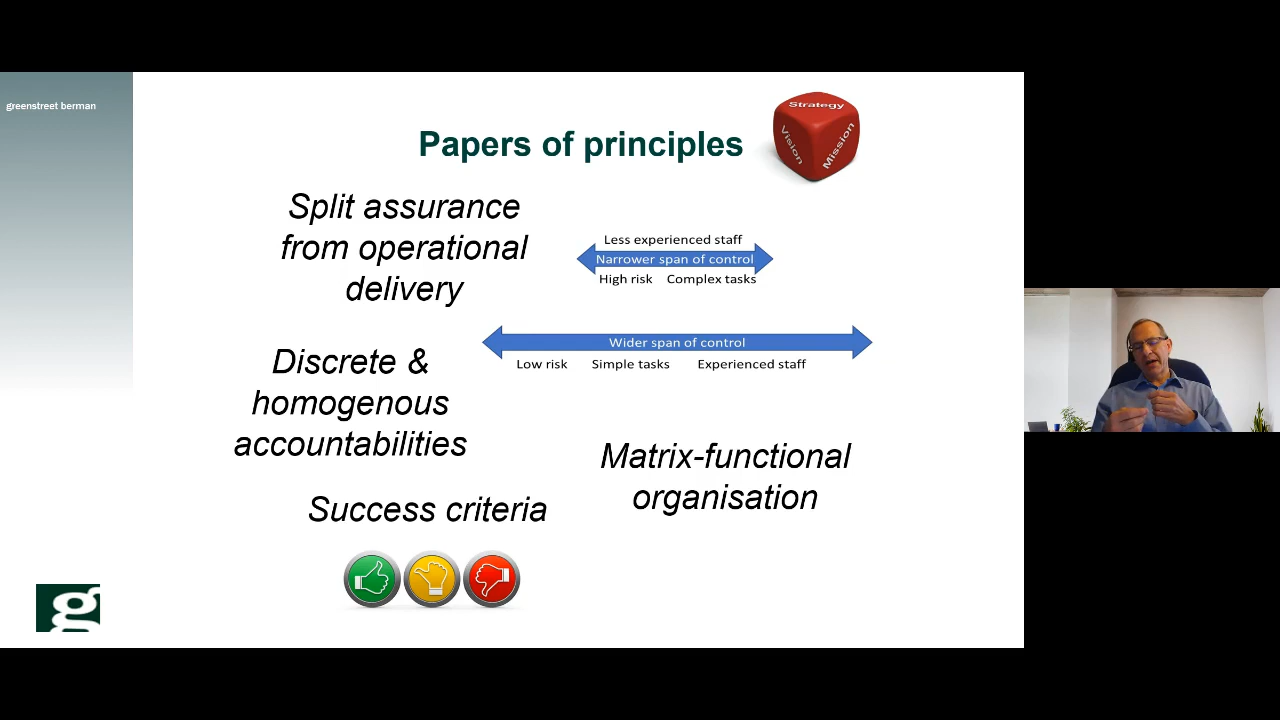 greenstreet berman
Papers of principles
Strategy
Vision
Mission
Split assurance
from operational
delivery
Less experienced staff
Narrower span of control
High risk Complex tasks
Wider span of control
Low risk Simple tasks Experienced staff
Discrete &
homogenous
accountabilities
Matrix-functional
organisation
Success criteria
g